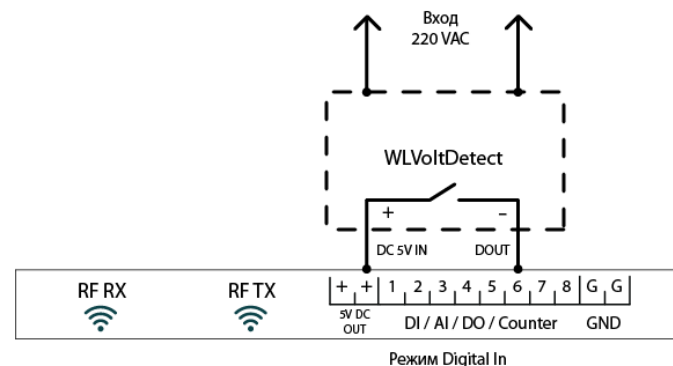 Вход
220 VAC
WLVoltDetect
+ –
DC 5V IN DOUT
RF RX RF TX + + 1 2 3 4 5 6 7 8 G G
5V DC
OUT DI / AI / DO / Counter GND
Режим Digital In